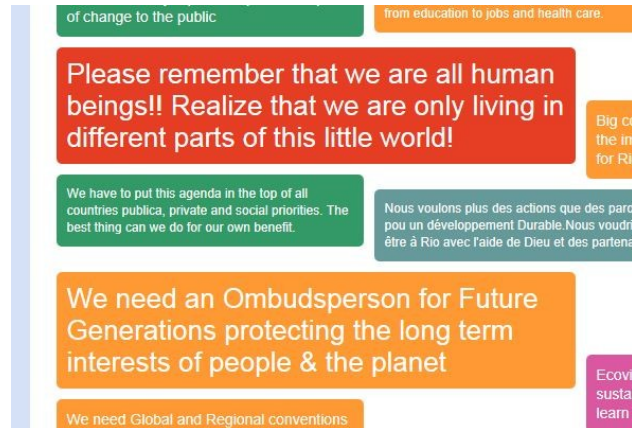 of change to the public
from education to jobs and health care.
Please remember that we are all human
beings!! Realize that we are only living in
different parts of this little world!
Big
the
for
We have to put this agenda in the top of all
countries publica, private and social priorities. The
best thing can we do for our own benefit.
Nous voulons plus des actions que des
pou un développement Durable.Nous
être à Rio avec l'aide de Dieu et des
We need an Ombudsperson for Future
Generations protecting the long term
interests of people & the planet
learn
We need Global and Regional conventions